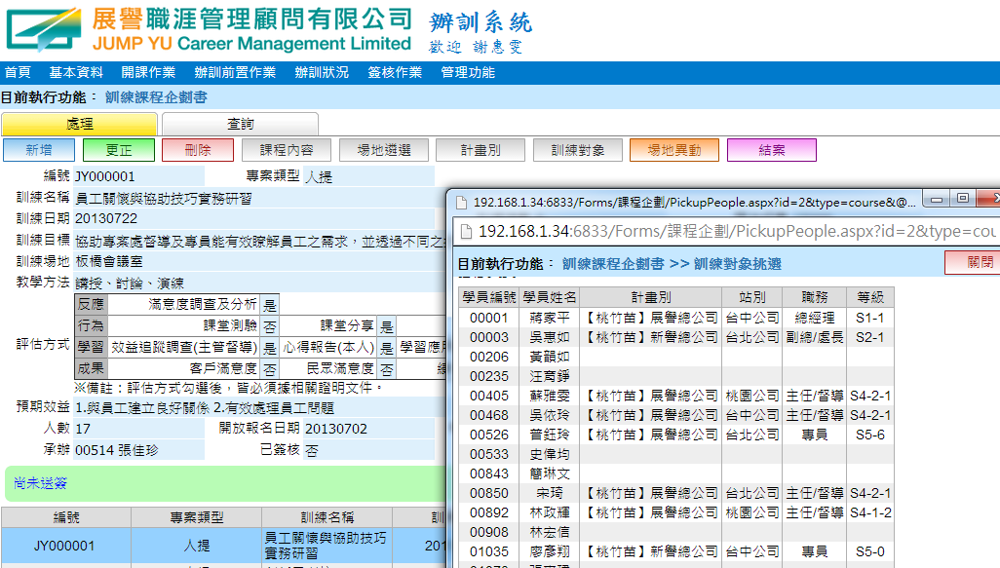 展譽職涯管理顧問有限公司 辦訓系統
JUMP YU Career Management Limited 歡迎 謝惠雯
首頁 基本資料 開課作業 辦訓前置作業 辦訓狀況 簽核作業 管理功能
目前執行功能： 訓練課程企劃書
處理 查詢
新增 更正 刪除 課程內容 場地遴選 計畫別 訓練對象 場地異動 結案
編號 JY000001 專案類型 人提
訓練名稱 員工關懷與協助技巧實務研習
訓練日期 20130722
訓練目標 協助專案處督導及專員能有效瞭解員工之需求，並透過不同之
訓練場地 板橋會議室
教學方法 講授、討論、演練
評估方式
反應 滿意度調查及分析 是
行為 課堂測驗 否 課堂分享 是
學習 效益追蹤調查(主管督導) 是 心得報告(本人) 是 學習應
成果 客戶滿意度 否 民眾滿意度 否
※備註：評估方式勾選後，皆必須據相關證明文件。
預期效益 1.與員工建立良好關係 2.有效處理員工問題
人數 17 開放報名日期 20130702
承辦 00514 張佳珍 已簽核 否
尚未送簽
編號 專案類型 訓練名稱 訓
JY000001 人提 員工關懷與協助技巧實務研習 201
192.168.1.34:6833/Forms/課程企劃/PickupPeople.aspx?id=2&type=course&@...
192.168.1.34:6833/Forms/課程企劃/PickupPeople.aspx?id=2&type=cou
目前執行功能： 訓練課程企劃書 >> 訓練對象挑選 關閉
學員編號 學員姓名 計畫別 站別 職務 等級
00001 蔣家平 【桃竹苗】展譽總公司 台中公司 總經理 S1-1
00003 吳惠如 【桃竹苗】新譽總公司 台北公司 副總/處長 S2-1
00206 黃韻如
00235 汪育錚
00405 蘇雅雯 【桃竹苗】展譽總公司 桃園公司 主任/督導 S4-2-1
00468 吳依玲 【桃竹苗】展譽總公司 台中公司 主任/督導 S4-2-1
00526 普鈺玲 【桃竹苗】展譽總公司 台北公司 專員 S5-6
00533 史偉均
00843 簡琳文
00850 宋琦 【桃竹苗】展譽總公司 台北公司 主任/督導 S4-2-1
00892 林政輝 【桃竹苗】展譽總公司 桃園公司 主任/督導 S4-1-2
00908 林宏信
01035 廖彥翔 【桃竹苗】新譽總公司 台中公司 專員 S5-0